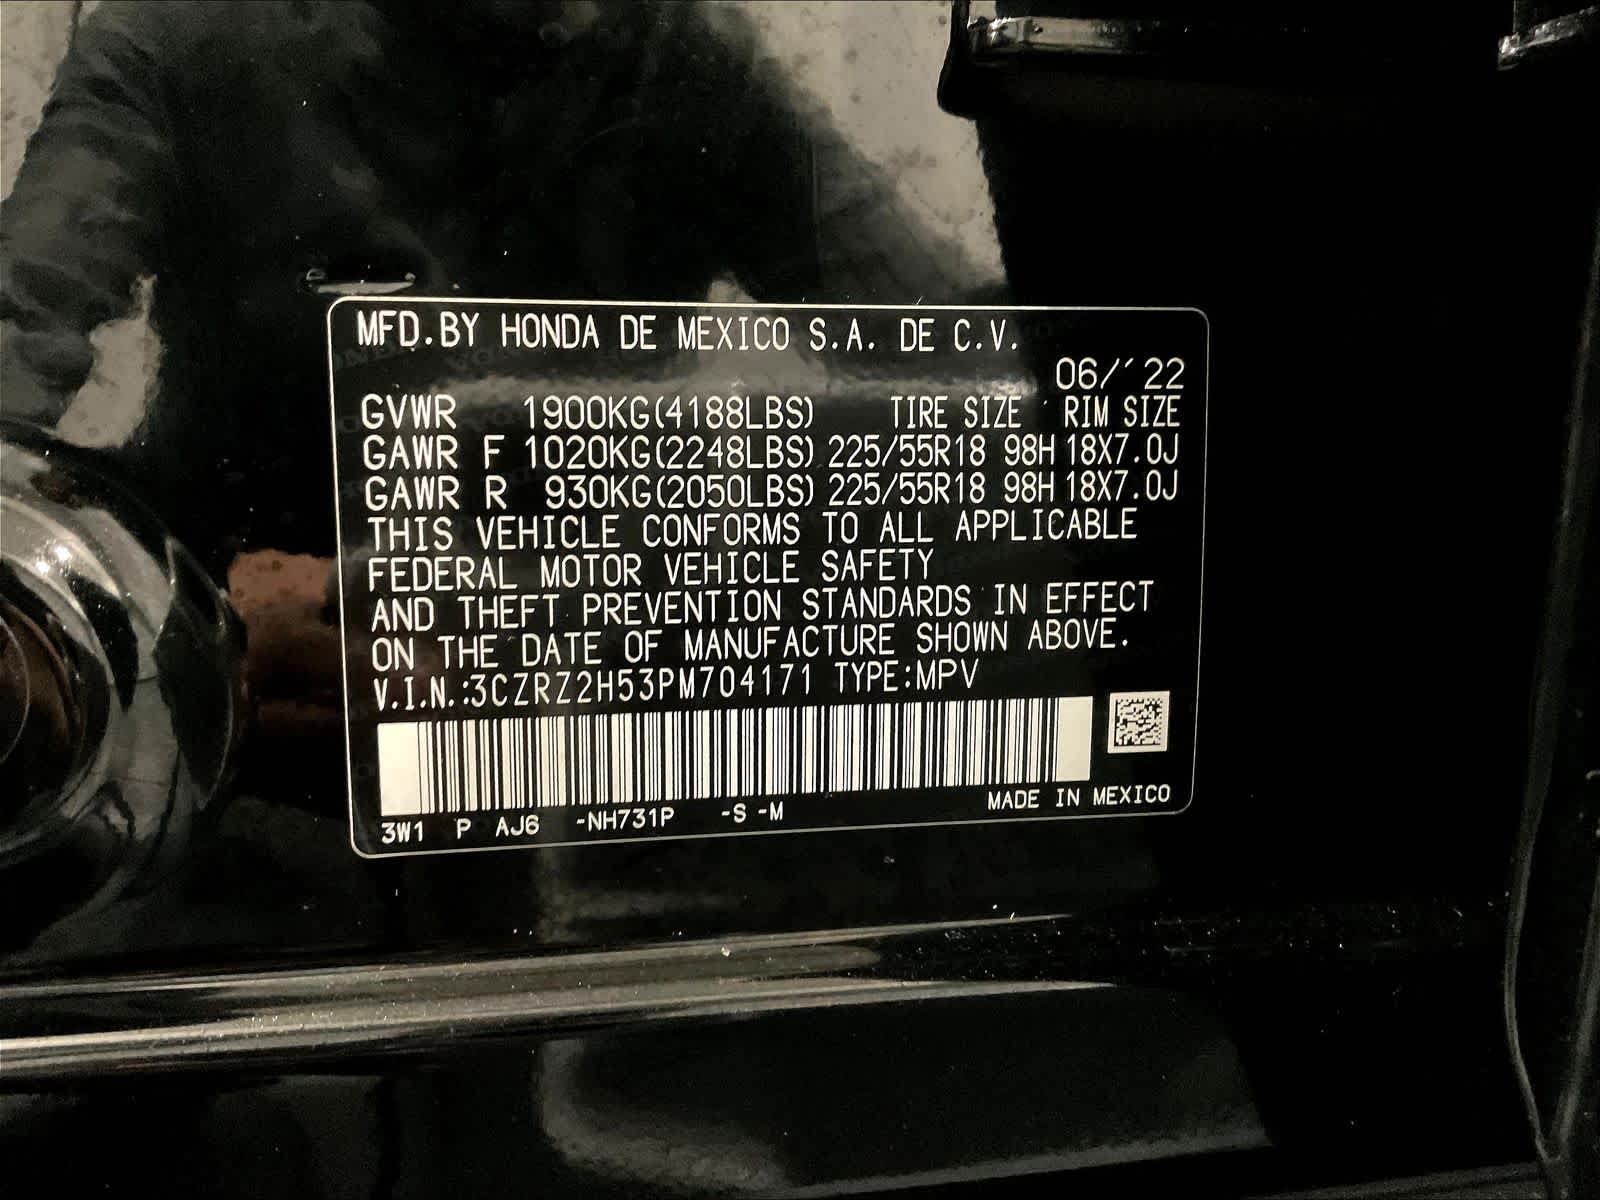 MFD.BY HONDA DE MEXICO S.A. DE C.V.
06/´22
GVWR 1900KG(4188LBS) TIRE SIZE RIM SIZE
GAWR F 1020KG(2248LBS) 225/55R18 98H 18X7.0J
GAWR R 930KG(2050LBS) 225/55R18 98H 18X7.0J
THIS VEHICLE CONFORMS TO ALL APPLICABLE
FEDERAL MOTOR VEHICLE SAFETY
AND THEFT PREVENTION STANDARDS IN EFFECT
ON THE DATE OF MANUFACTURE SHOWN ABOVE.
V.I.N.:3CZRZ2H53PM704171 TYPE:MPV
3W1 P AJ6 -NH731P -S -M MADE IN MEXICO